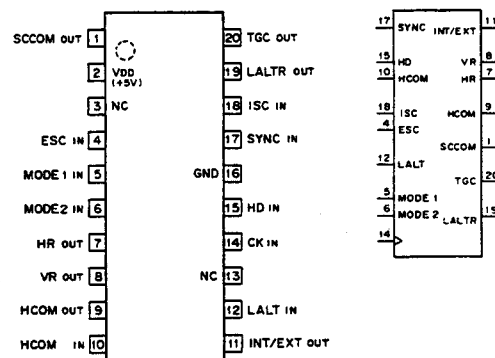 SCCOM OUT 1 20 TGC OUT
2 VDD (+5V) 19 LALTR OUT
3 NC 18 ISC IN
ESC IN 4 17 SYNC IN
MODE 1 IN 5 GND 16
MODE2 IN 6 15 HD IN
HR OUT 7 14 CK IN
VR OUT 8 NC 13
HCOM OUT 9 12 LALT IN
HCOM IN 10 11 INT/EXT OUT
17 SYNC INT/EXT 11
15 HD VR 8
10 HCOM HR 7
18 ISC HCOM 9
4 ESC
SCCOM 1
12 LALT
TGC 20
5 MODE 1
6 MODE 2 LALTR 19
14